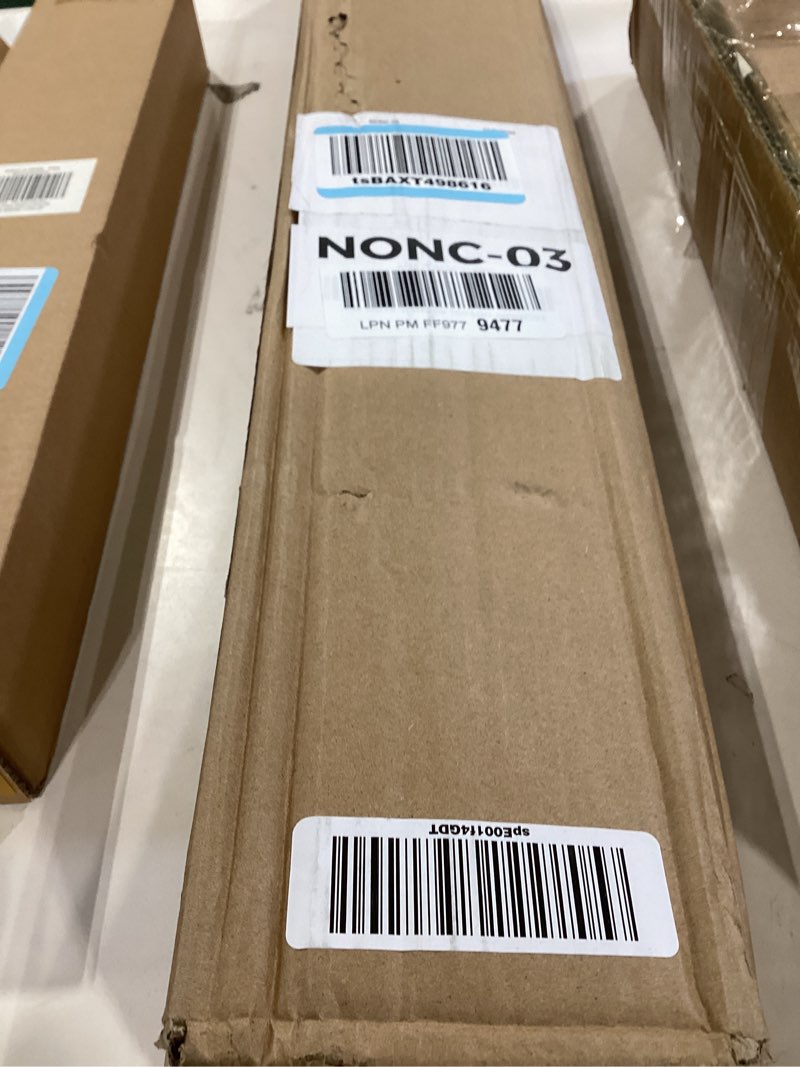 tsBAXT498616
NONC-03
LPN PM FF977 9477
spE00114GDT